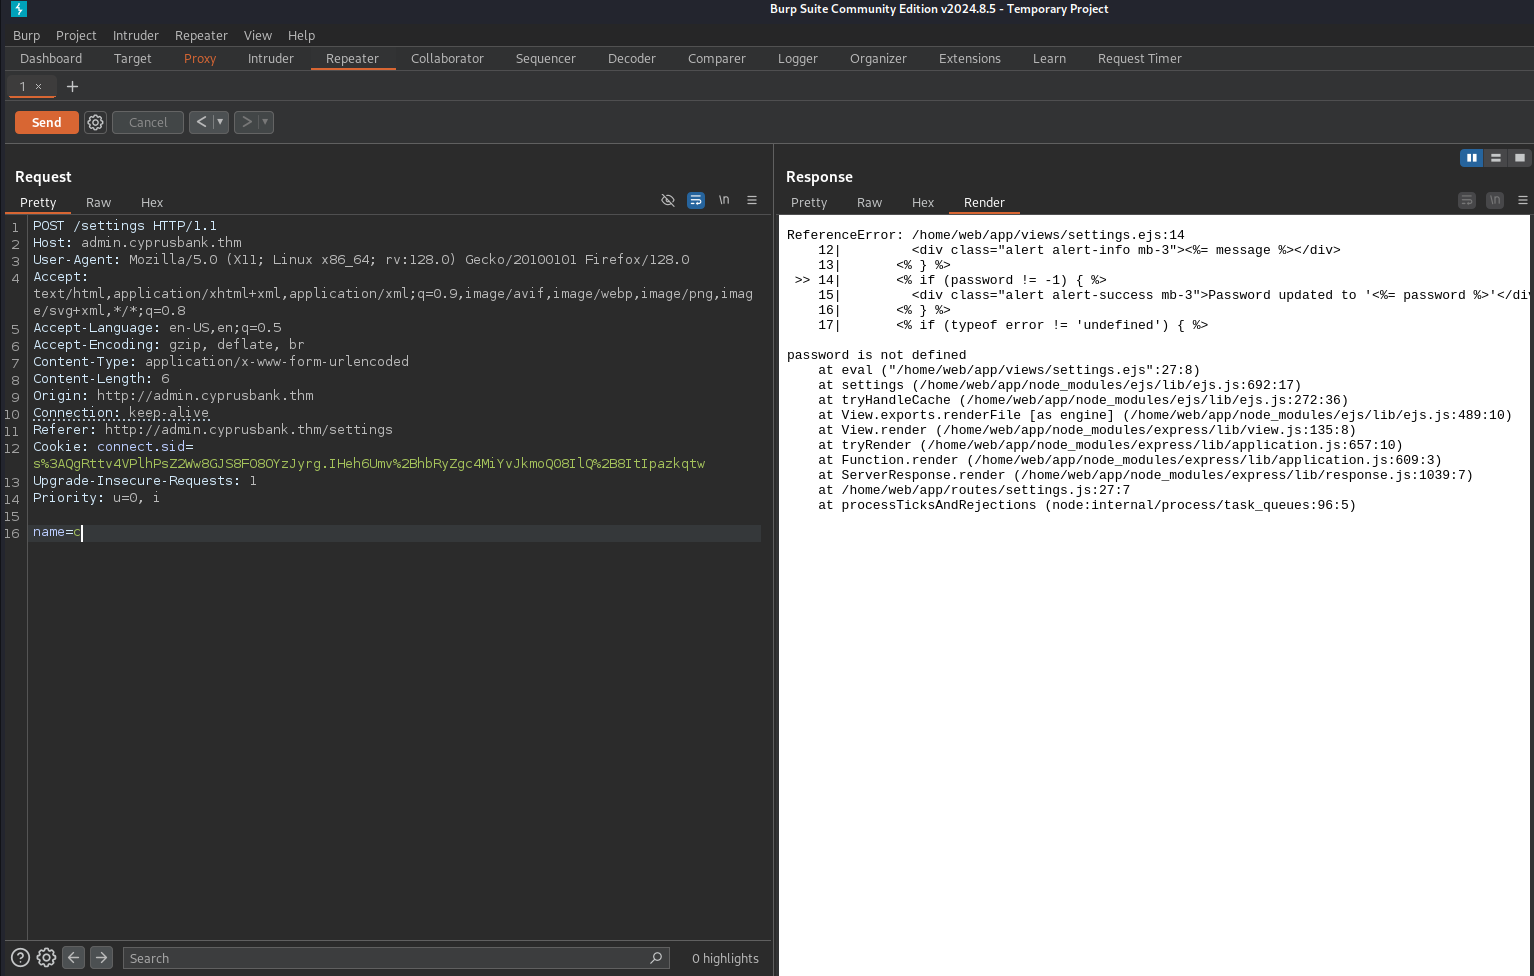 Burp Suite Community Edition v2024.8.5 - Temporary Project
Burp Project Intruder Repeater View Help
Dashboard Target Proxy Intruder Repeater Collaborator Sequencer Decoder Comparer Logger Organizer Extensions Learn Request Timer
1 × +
Send Cancel < ▾ > ▾
Request
Pretty Raw Hex \n
1 POST /settings HTTP/1.1
2 Host: admin.cyprusbank.thm
3 User-Agent: Mozilla/5.0 (X11; Linux x86_64; rv:128.0) Gecko/20100101 Firefox/128.0
4 Accept:
text/html,application/xhtml+xml,application/xml;q=0.9,image/avif,image/webp,image/png,imag
e/svg+xml,*/*;q=0.8
5 Accept-Language: en-US,en;q=0.5
6 Accept-Encoding: gzip, deflate, br
7 Content-Type: application/x-www-form-urlencoded
8 Content-Length: 6
9 Origin: http://admin.cyprusbank.thm
10 Connection: keep-alive
11 Referer: http://admin.cyprusbank.thm/settings
12 Cookie: connect.sid=
s%3AQgRttv4VPlhPsZ2Ww8GJS8FO8OYzJyrg.IHeh6Umv%2BhbRyZgc4MiYvJkmoQO8IlQ%2B8ItIpazkqtw
13 Upgrade-Insecure-Requests: 1
14 Priority: u=0, i
15
16 name=c
Search
0 highlights
Response
Pretty Raw Hex Render \n
ReferenceError: /home/web/app/views/settings.ejs:14
12| <div class="alert alert-info mb-3"><%= message %></div>
13| <% } %>
>> 14| <% if (password != -1) { %>
15| <div class="alert alert-success mb-3">Password updated to '<%= password %>'</div
16| <% } %>
17| <% if (typeof error != 'undefined') { %>
password is not defined
at eval ("/home/web/app/views/settings.ejs":27:8)
at settings (/home/web/app/node_modules/ejs/lib/ejs.js:692:17)
at tryHandleCache (/home/web/app/node_modules/ejs/lib/ejs.js:272:36)
at View.exports.renderFile [as engine] (/home/web/app/node_modules/ejs/lib/ejs.js:489:10)
at View.render (/home/web/app/node_modules/express/lib/view.js:135:8)
at tryRender (/home/web/app/node_modules/express/lib/application.js:657:10)
at Function.render (/home/web/app/node_modules/express/lib/application.js:609:3)
at ServerResponse.render (/home/web/app/node_modules/express/lib/response.js:1039:7)
at /home/web/app/routes/settings.js:27:7
at processTicksAndRejections (node:internal/process/task_queues:96:5)